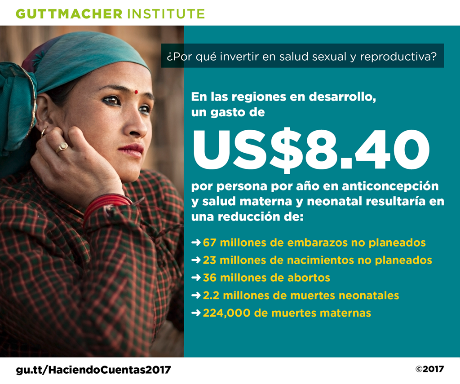 GUTTMACHER INSTITUTE
¿Por qué invertir en salud sexual y reproductiva?
En las regiones en desarrollo,
un gasto de
US$8.40
por persona por año en anticoncepción
y salud materna y neonatal resultaría en
una reducción de:
➔ 67 millones de embarazos no planeados
➔ 23 millones de nacimientos no planeados
➔ 36 millones de abortos
➔ 2.2 millones de muertes neonatales
➔ 224,000 de muertes maternas
gu.tt/HaciendoCuentas2017
©2017